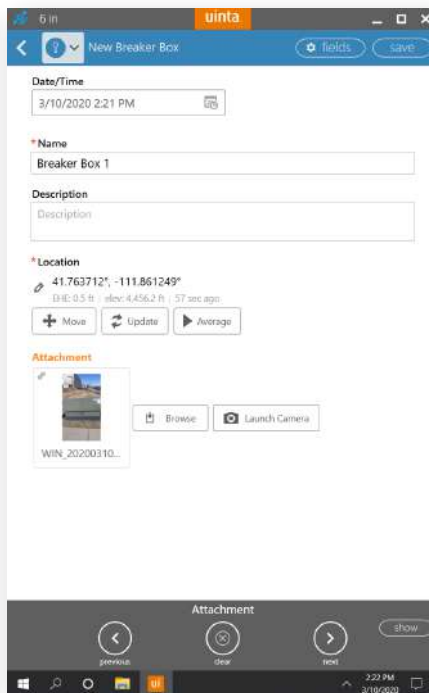 6 in
uinta
New Breaker Box
fields
save
Date/Time
3/10/2020 2:21 PM
*Name
Breaker Box 1
Description
Description
*Location
41.763712°, -111.861249°
EHE: 0.5 ft | elev: 4,456.2 ft | 57 sec ago
Move
Update
Average
Attachment
WIN_20200310...
Browse
Launch Camera
Attachment
show
previous
clear
next
ui
2:22 PM
3/10/2020